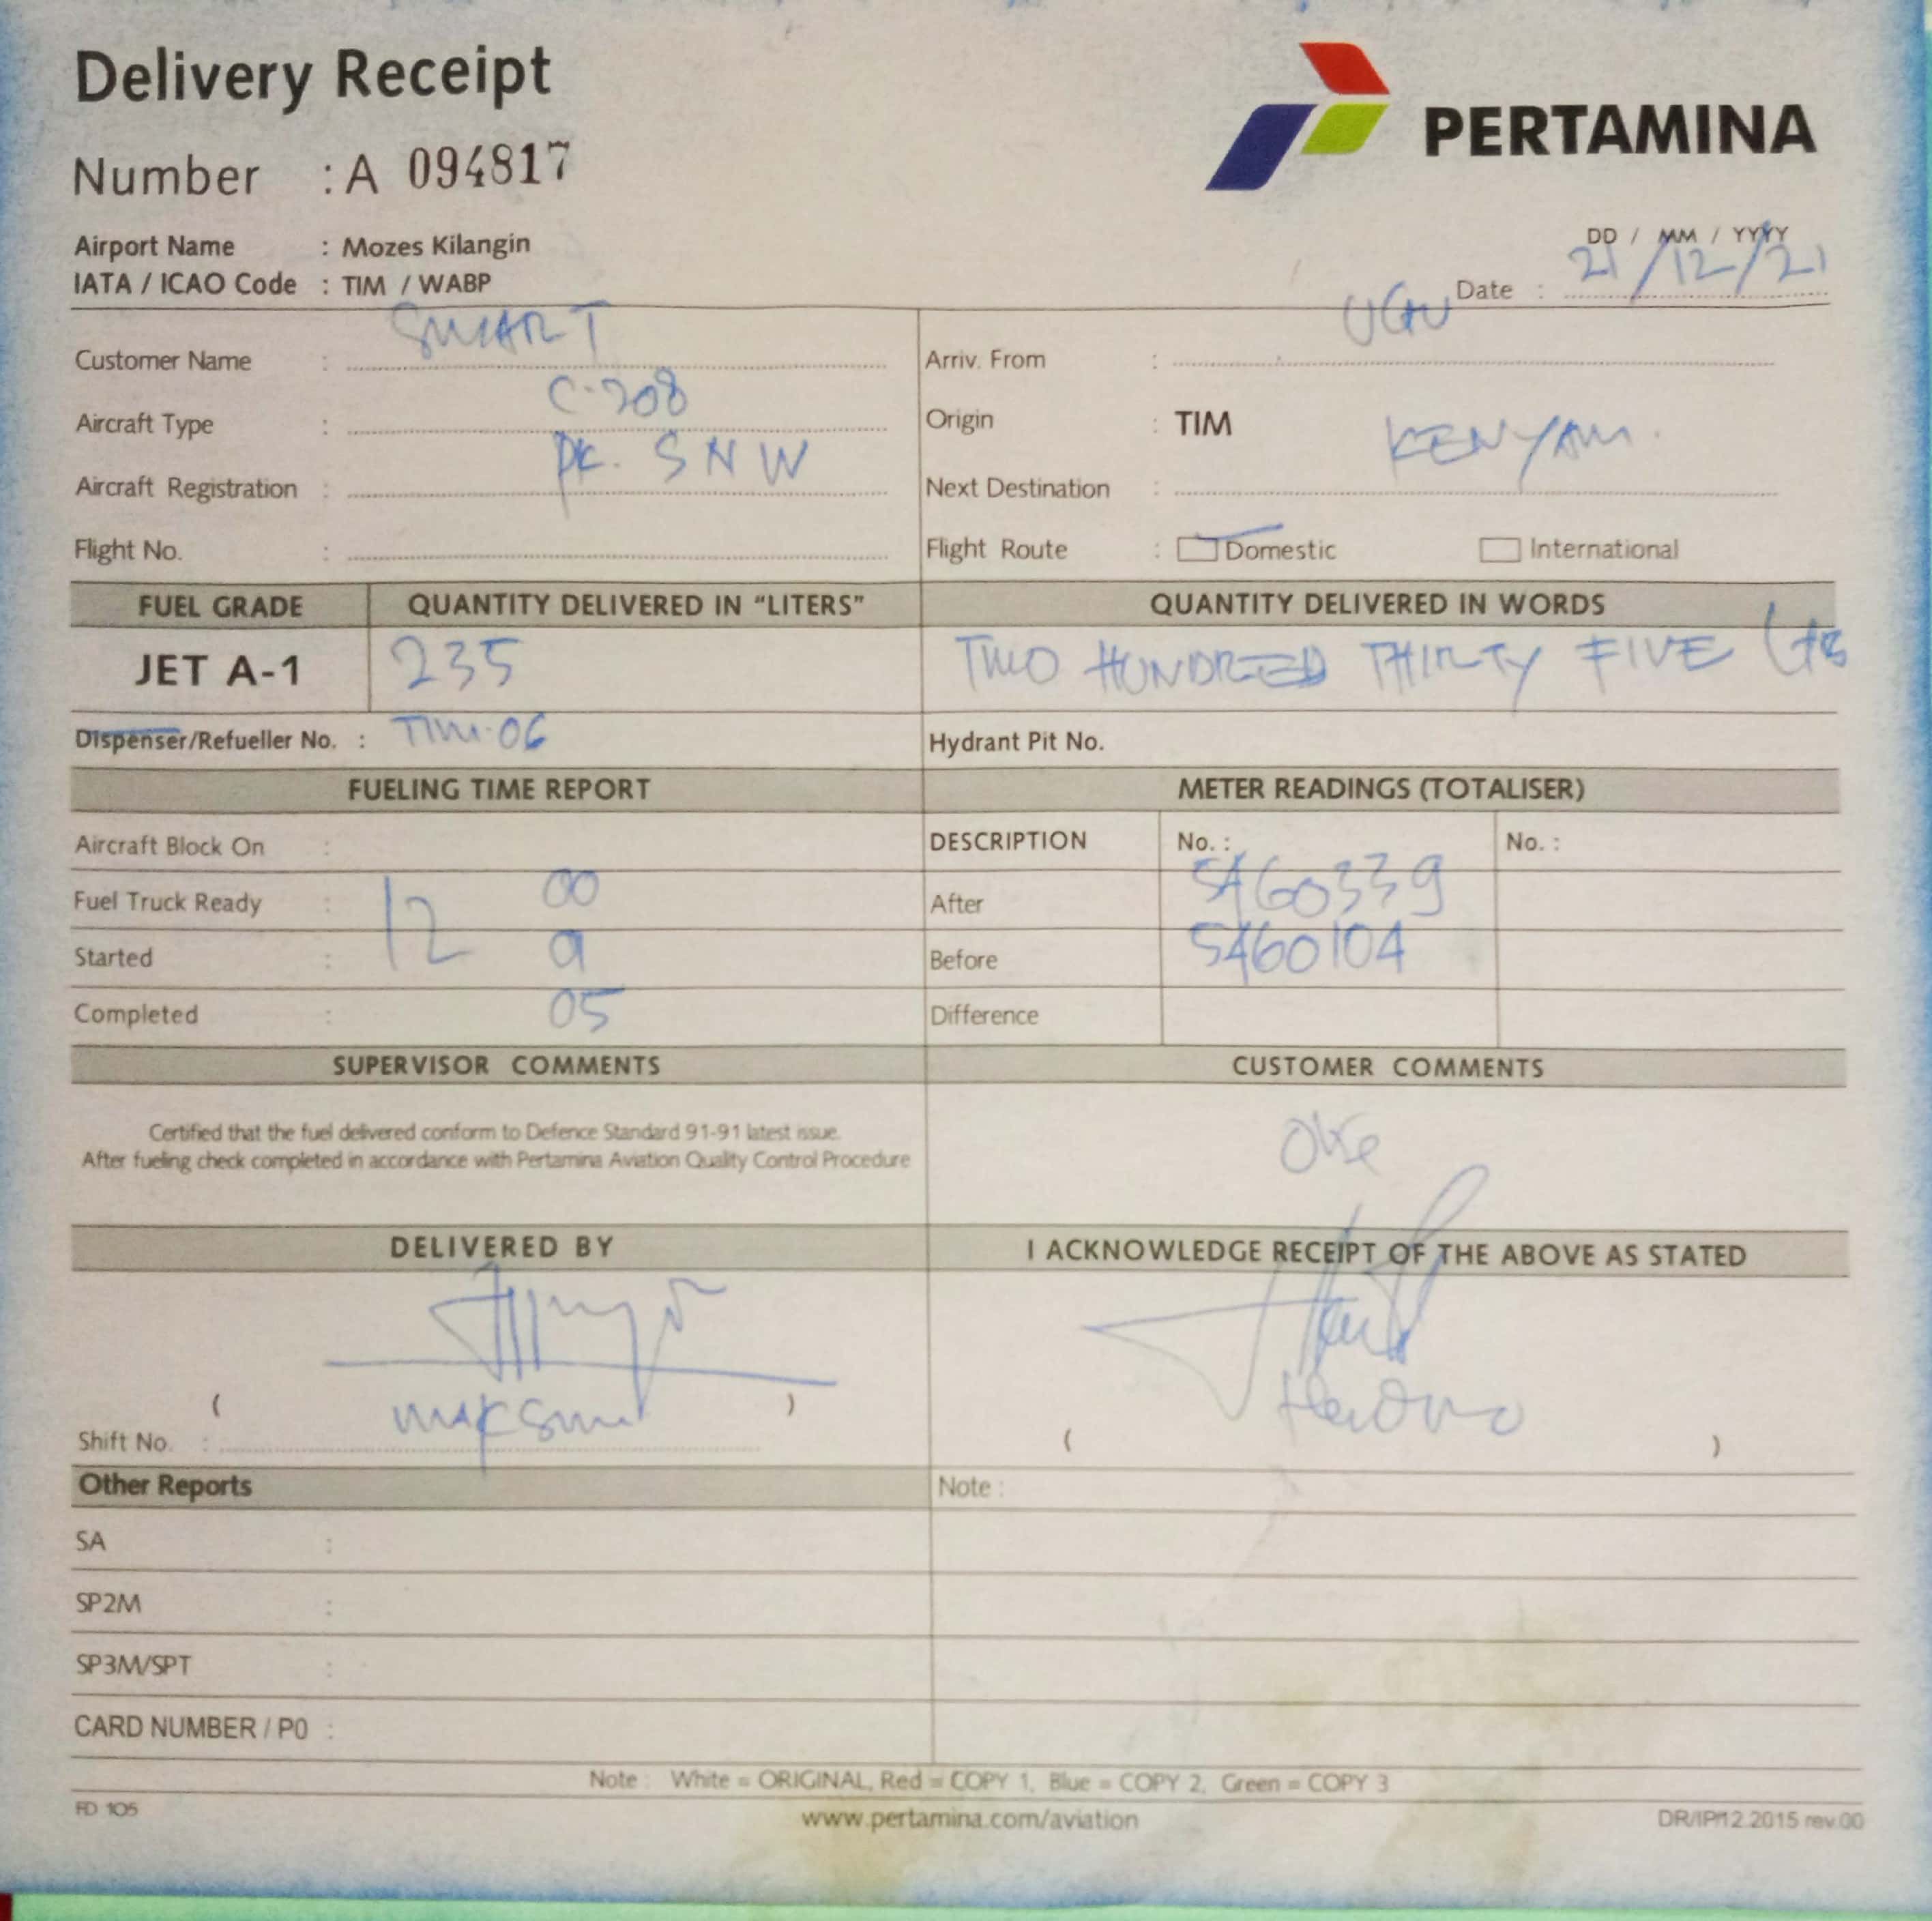 Delivery Receipt
PERTAMINA
Number : A 094817
Airport Name : Mozes Kilangin
IATA / ICAO Code : TIM / WABP
DD / MM / YYYY
Date : 21/12/21
Customer Name : SMART
Arriv. From : UGU
Aircraft Type : C-208
Origin : TIM
Aircraft Registration : PK. SNW
Next Destination : KENYAM.
Flight No. :
Flight Route : Domestic International
FUEL GRADE QUANTITY DELIVERED IN "LITERS" QUANTITY DELIVERED IN WORDS
JET A-1 235 TWO HUNDRED THIRTY FIVE Ltrs
Dispenser/Refueller No. : TIM-06 Hydrant Pit No.
FUELING TIME REPORT METER READINGS (TOTALISER)
Aircraft Block On : DESCRIPTION No. : No. :
Fuel Truck Ready : 12 00 After 5460339
Started : 01 Before 5460104
Completed : 05 Difference
SUPERVISOR COMMENTS CUSTOMER COMMENTS
Certified that the fuel delivered conform to Defence Standard 91-91 latest issue.
After fueling check completed in accordance with Pertamina Aviation Quality Control Procedure
Oke
DELIVERED BY I ACKNOWLEDGE RECEIPT OF THE ABOVE AS STATED
( )
Shift No. : ( )
Other Reports Note :
SA :
SP2M :
SP3M/SPT :
CARD NUMBER / PO :
Note : White = ORIGINAL, Red = COPY 1, Blue = COPY 2, Green = COPY 3
FD 105 www.pertamina.com/aviation DR/IP/12.2015 rev.00